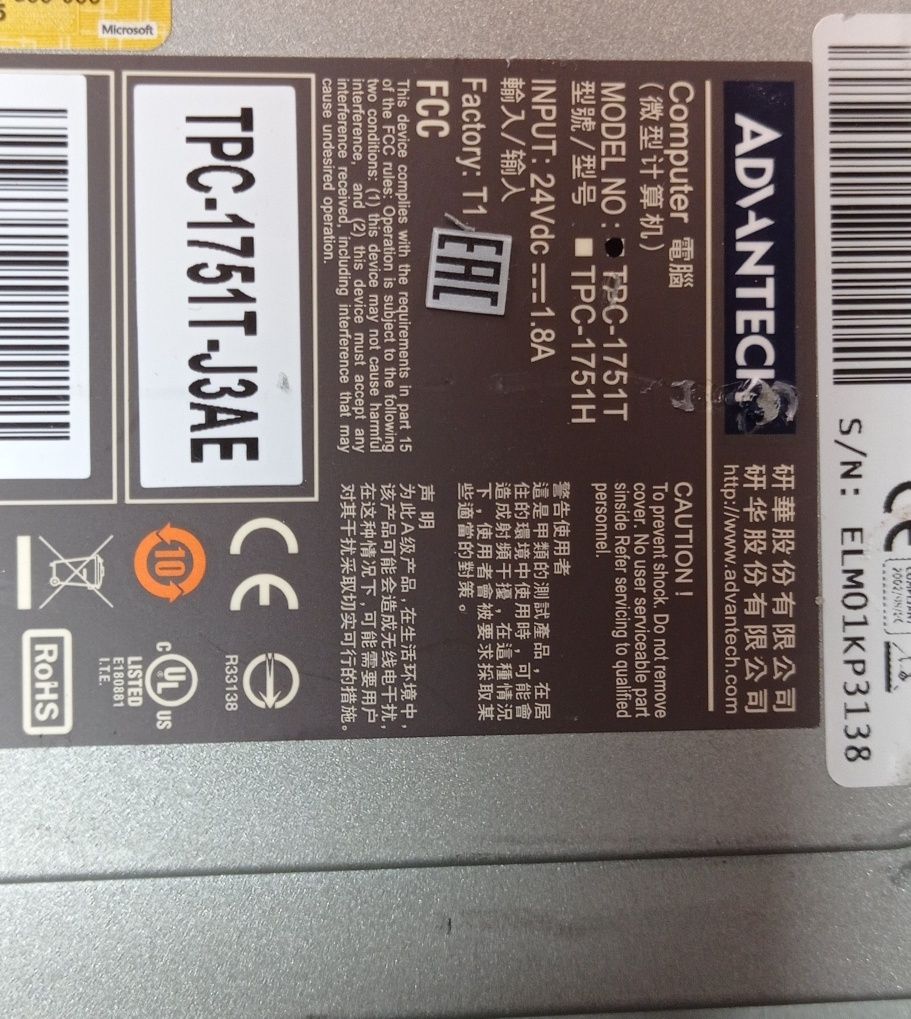 Microsoft
S/N: ELM01KP3138
ADVANTECH
研華股份有限公司
研华股份有限公司
http://www.advantech.com
Computer 電腦
(微型计算机)
MODEL NO : TPC-1751T
型號/型号 TPC-1751H
INPUT: 24Vdc 1.8A
輸入/输入
Factory: T1
EAC
FCC
This device complies with the requirements in part 15
of the FCC rules: Operation is subject to the following
two conditions: (1) this device may not cause harmful
interference, and (2) this device must accept any
interference received, including interference that may
cause undesired operation.
CAUTION !
To prevent shock. Do not remove
cover. No user serviceable part
sinside Refer servicing to qualified
personnel.
警告使用者
這是甲類的測試產品，在居
住的環境中使用時，可能會
造成射頻干擾，在這種情況
下，使用者會被要求採取某
些適當的對策。
声 明
为此A级产品,在生活环境中,
该产品可能会造成无线电干扰,
在这种情况下,可能需要用户
对其干扰采取切实可行的措施。
TPC-1751T-J3AE
CE
R33138
10
C UL US
LISTED
E180881
I.T.E.
RoHS
CE